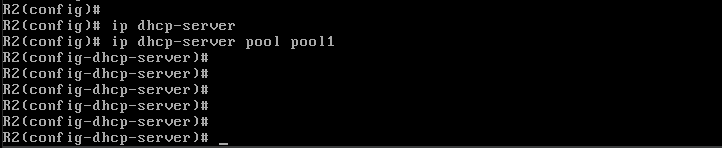 R2(config)#
R2(config)# ip dhcp-server
R2(config)# ip dhcp-server pool pool1
R2(config-dhcp-server)#
R2(config-dhcp-server)#
R2(config-dhcp-server)#
R2(config-dhcp-server)#
R2(config-dhcp-server)#
R2(config-dhcp-server)# _